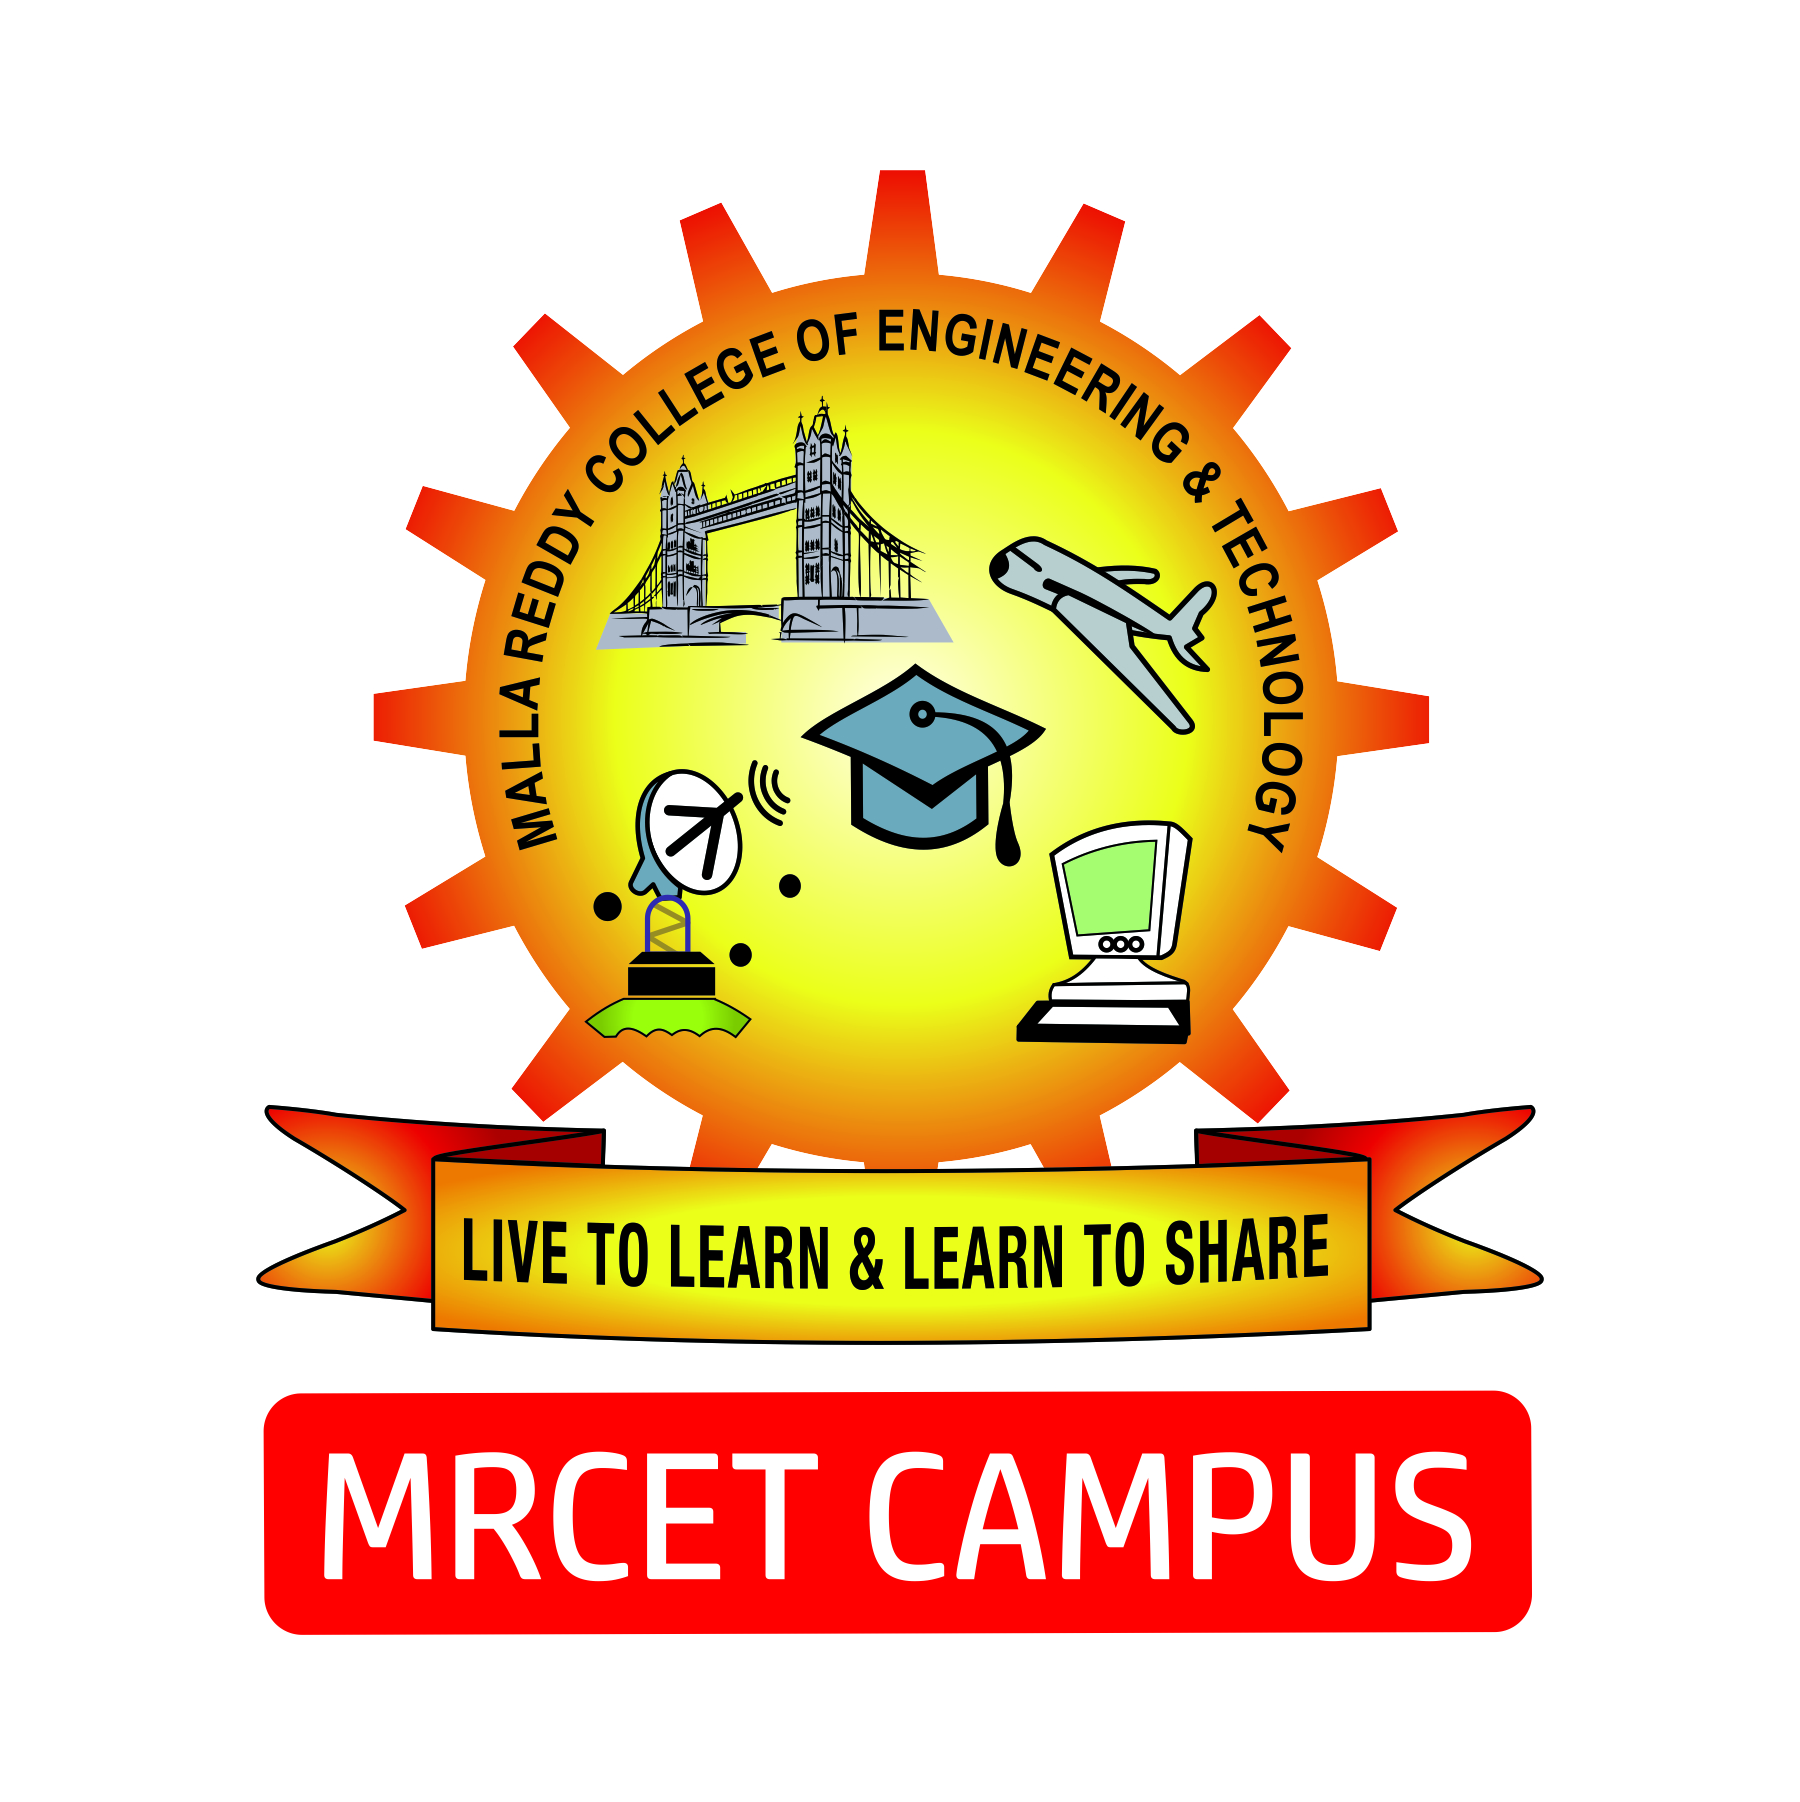 MALLA REDDY COLLEGE OF ENGINEERING & TECHNOLOGY
LIVE TO LEARN & LEARN TO SHARE
MRCET CAMPUS